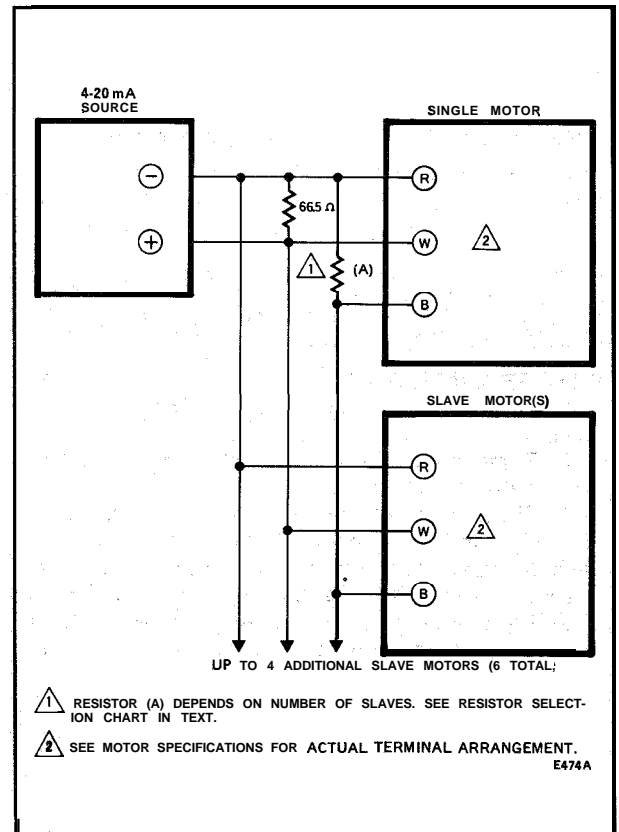 4-20 mA
SOURCE
SINGLE MOTOR
−
R
66.5 Ω
+
W
2
1
(A)
B
SLAVE MOTOR(S)
R
W
2
B
UP TO 4 ADDITIONAL SLAVE MOTORS (6 TOTAL;
1 RESISTOR (A) DEPENDS ON NUMBER OF SLAVES. SEE RESISTOR SELECT-
ION CHART IN TEXT.
2 SEE MOTOR SPECIFICATIONS FOR ACTUAL TERMINAL ARRANGEMENT.
E474A